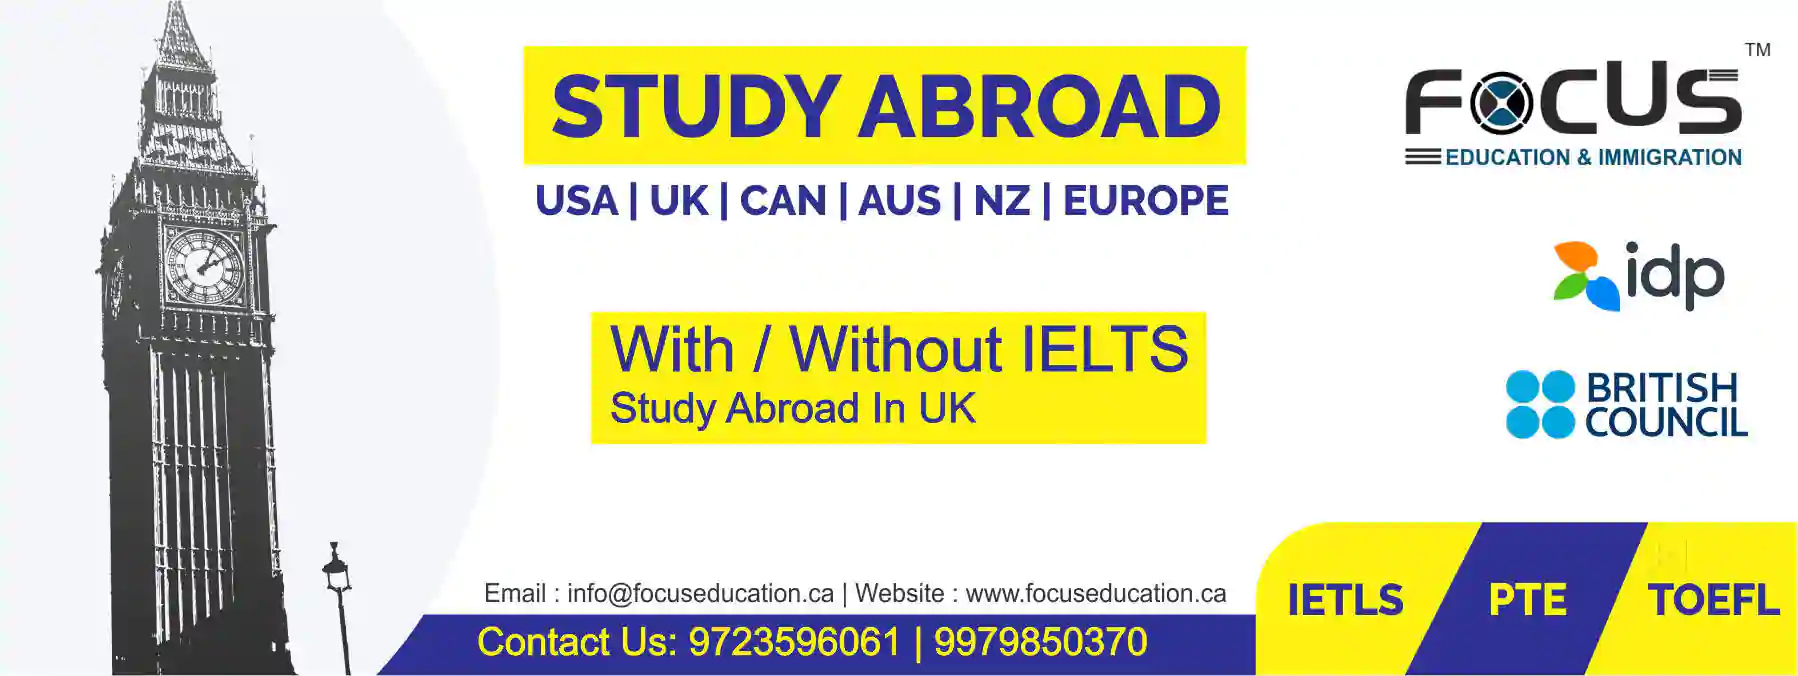 STUDY ABROAD
USA | UK | CAN | AUS | NZ | EUROPE
With / Without IELTS
Study Abroad In UK
TM
FOCUS
EDUCATION & IMMIGRATION
idp
BRITISH
COUNCIL
Email : info@focuseducation.ca | Website : www.focuseducation.ca
Contact Us: 9723596061 | 9979850370
IETLS
PTE
TOEFL